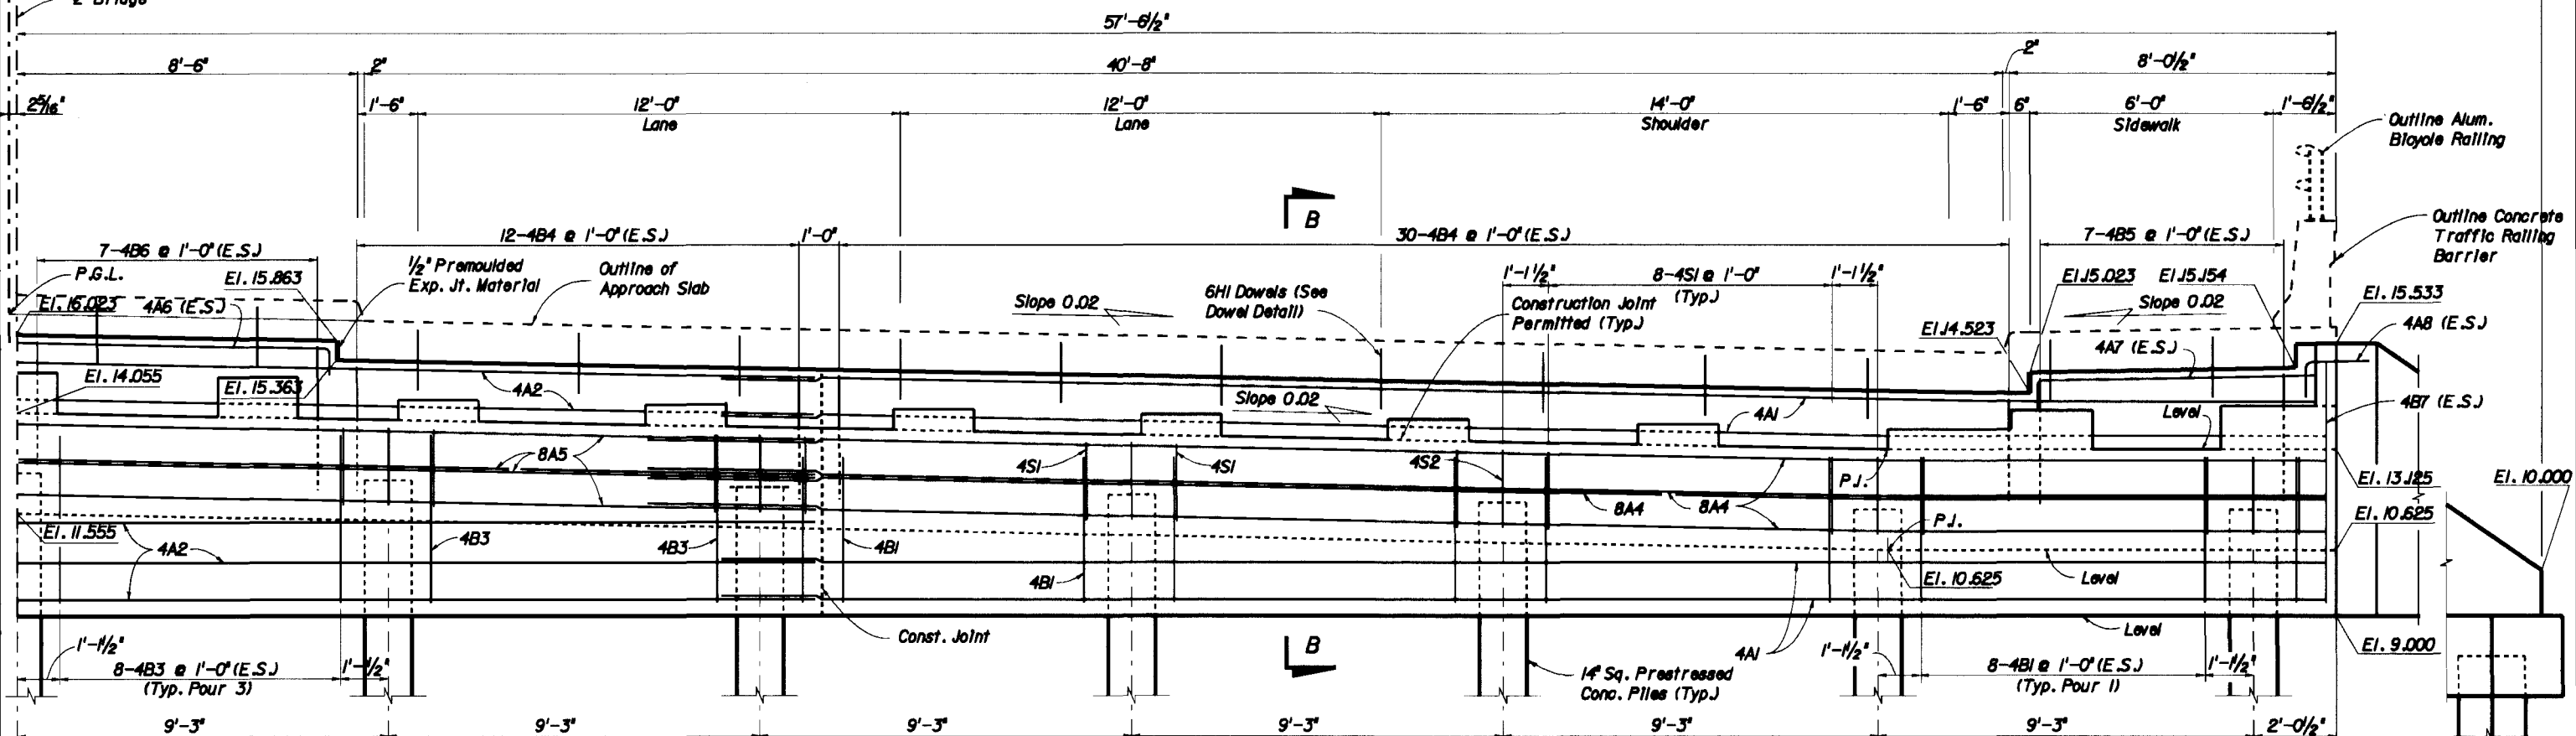 Bridge
57'-6½"
8'-6"
2"
40'-8"
2"
8'-0½"
2⁵⁄₁₆"
1'-6"
12'-0"
Lane
12'-0"
Lane
14'-0"
Shoulder
1'-6"
6"
6'-0"
Sidewalk
1'-6½"
Outline Alum.
Bicycle Railing
B
Outline Concrete
Traffic Railing
Barrier
7-4B6 @ 1'-0" (E.S.)
12-4B4 @ 1'-0" (E.S.)
1'-0"
30-4B4 @ 1'-0" (E.S.)
7-4B5 @ 1'-0" (E.S.)
P.G.L.
El. 15.863
½" Premoulded
Exp. Jt. Material
Outline of
Approach Slab
El. 16.023
4A6 (E.S.)
Slope 0.02
6H1 Dowels (See
Dowel Detail)
1'-1½"
8-4S1 @ 1'-0"
(Typ.)
1'-1½"
Construction Joint
Permitted (Typ.)
El.15.023
El.15.154
Slope 0.02
El. 15.533
4A8 (E.S.)
El.14.523
4A7 (E.S.)
El. 14.055
El. 15.363
4A2
Slope 0.02
4A1
Level
4B7 (E.S.)
8A5
4S1
4S1
4S2
P.I.
8A4
8A4
El. 13.125
El. 10.000
El. 11.555
4A2
4B3
4B3
4B1
4B1
P.I.
El. 10.625
Level
El. 10.625
1'-1½"
8-4B3 @ 1'-0" (E.S.)
(Typ. Pour 3)
1'-1½"
Const. Joint
B
14" Sq. Prestressed
Conc. Piles (Typ.)
4A1
1'-1½"
8-4B1 @ 1'-0" (E.S.)
(Typ. Pour 1)
1'-1½"
Level
El. 9.000
9'-3"
9'-3"
9'-3"
9'-3"
9'-3"
9'-3"
2'-0½"